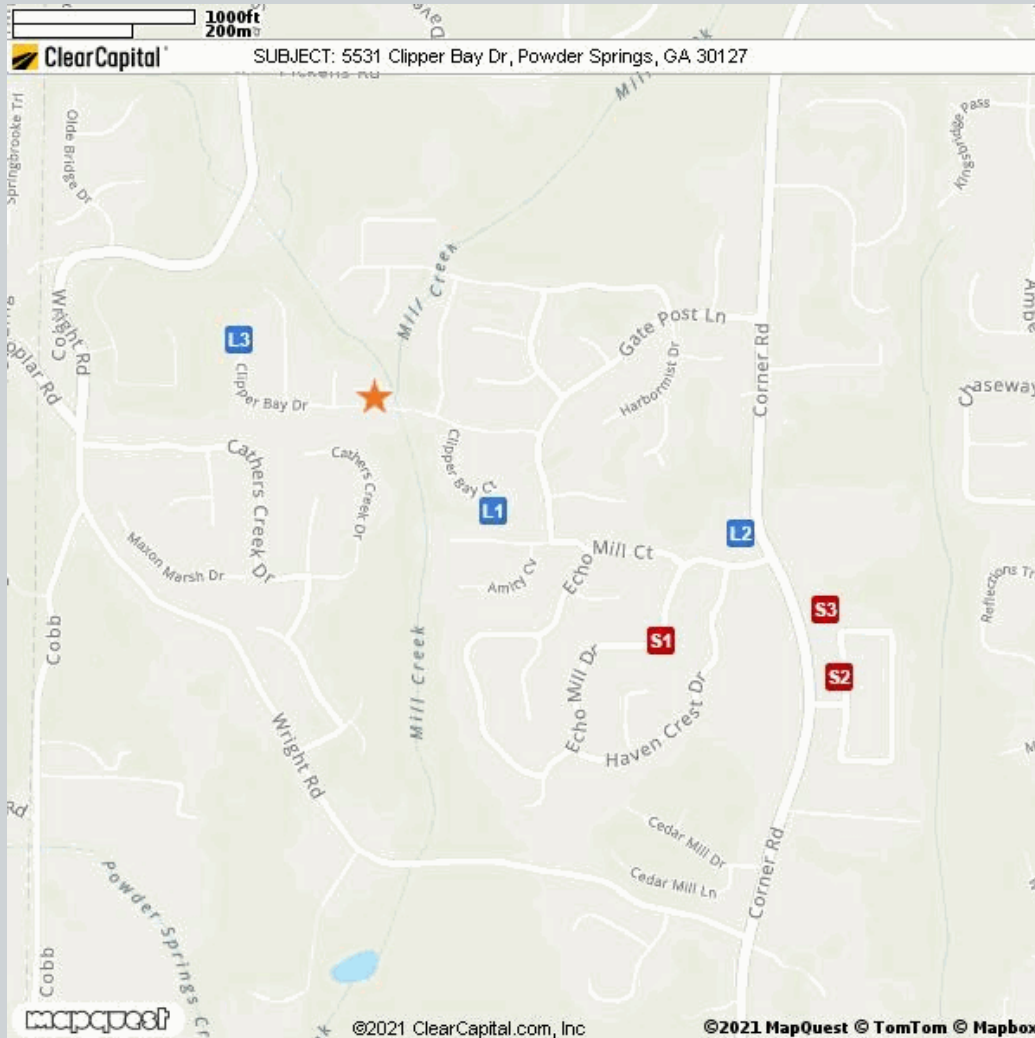 1000ft
200m
ClearCapital
SUBJECT: 5531 Clipper Bay Dr, Powder Springs, GA 30127
Springbrooke Trl
Olde Bridge Dr
Kingsbridge Pass
Mill Creek
Gate Post Ln
Wright Rd
Cobb
L3
Clipper Bay Dr
Harbormist Dr
Corner Rd
Chaseway
Cathers Creek Dr
Cathers Creek Dr
Clipper Bay Ct
L1
L2
Echo Mill Ct
Maxon Marsh Dr
Amity Cv
Reflections
Cobb
S3
S1
S2
Mill Creek
Echo Mill Dr
Haven Crest Dr
Wright Rd
Cedar Mill Dr
Cedar Mill Ln
Corner Rd
Powder Springs
Cobb
mapquest
©2021 ClearCapital.com, Inc
©2021 MapQuest © TomTom © Mapbox